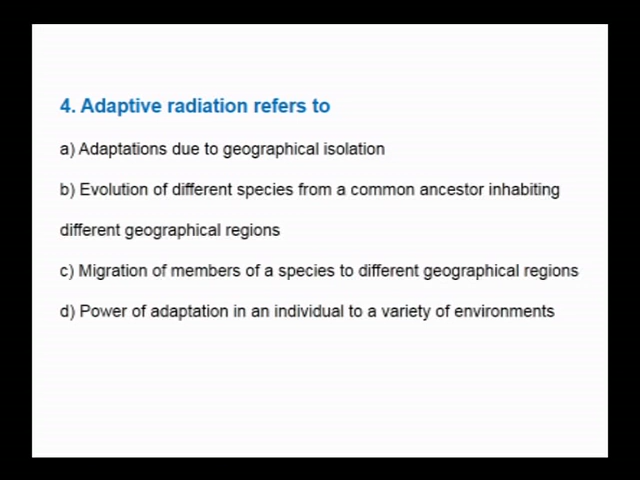 4. Adaptive radiation refers to
a) Adaptations due to geographical isolation
b) Evolution of different species from a common ancestor inhabiting
different geographical regions
c) Migration of members of a species to different geographical regions
d) Power of adaptation in an individual to a variety of environments